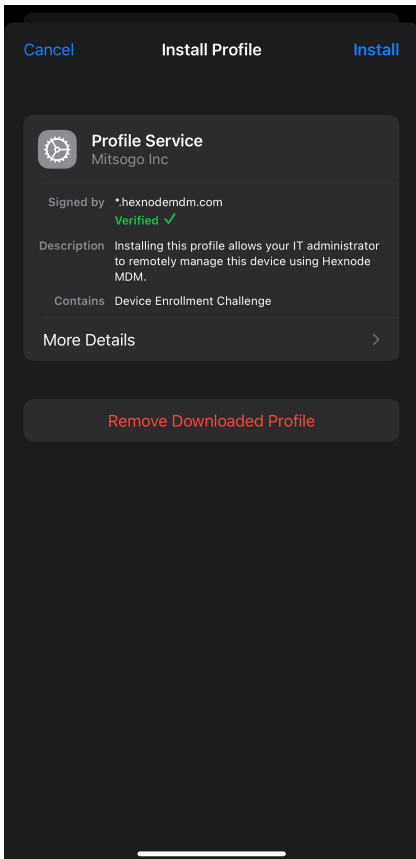 Cancel Install Profile Install
Profile Service
Mitsogo Inc
Signed by *.hexnodemdm.com
Verified ✓
Description Installing this profile allows your IT administrator
to remotely manage this device using Hexnode
MDM.
Contains Device Enrollment Challenge
More Details
Remove Downloaded Profile